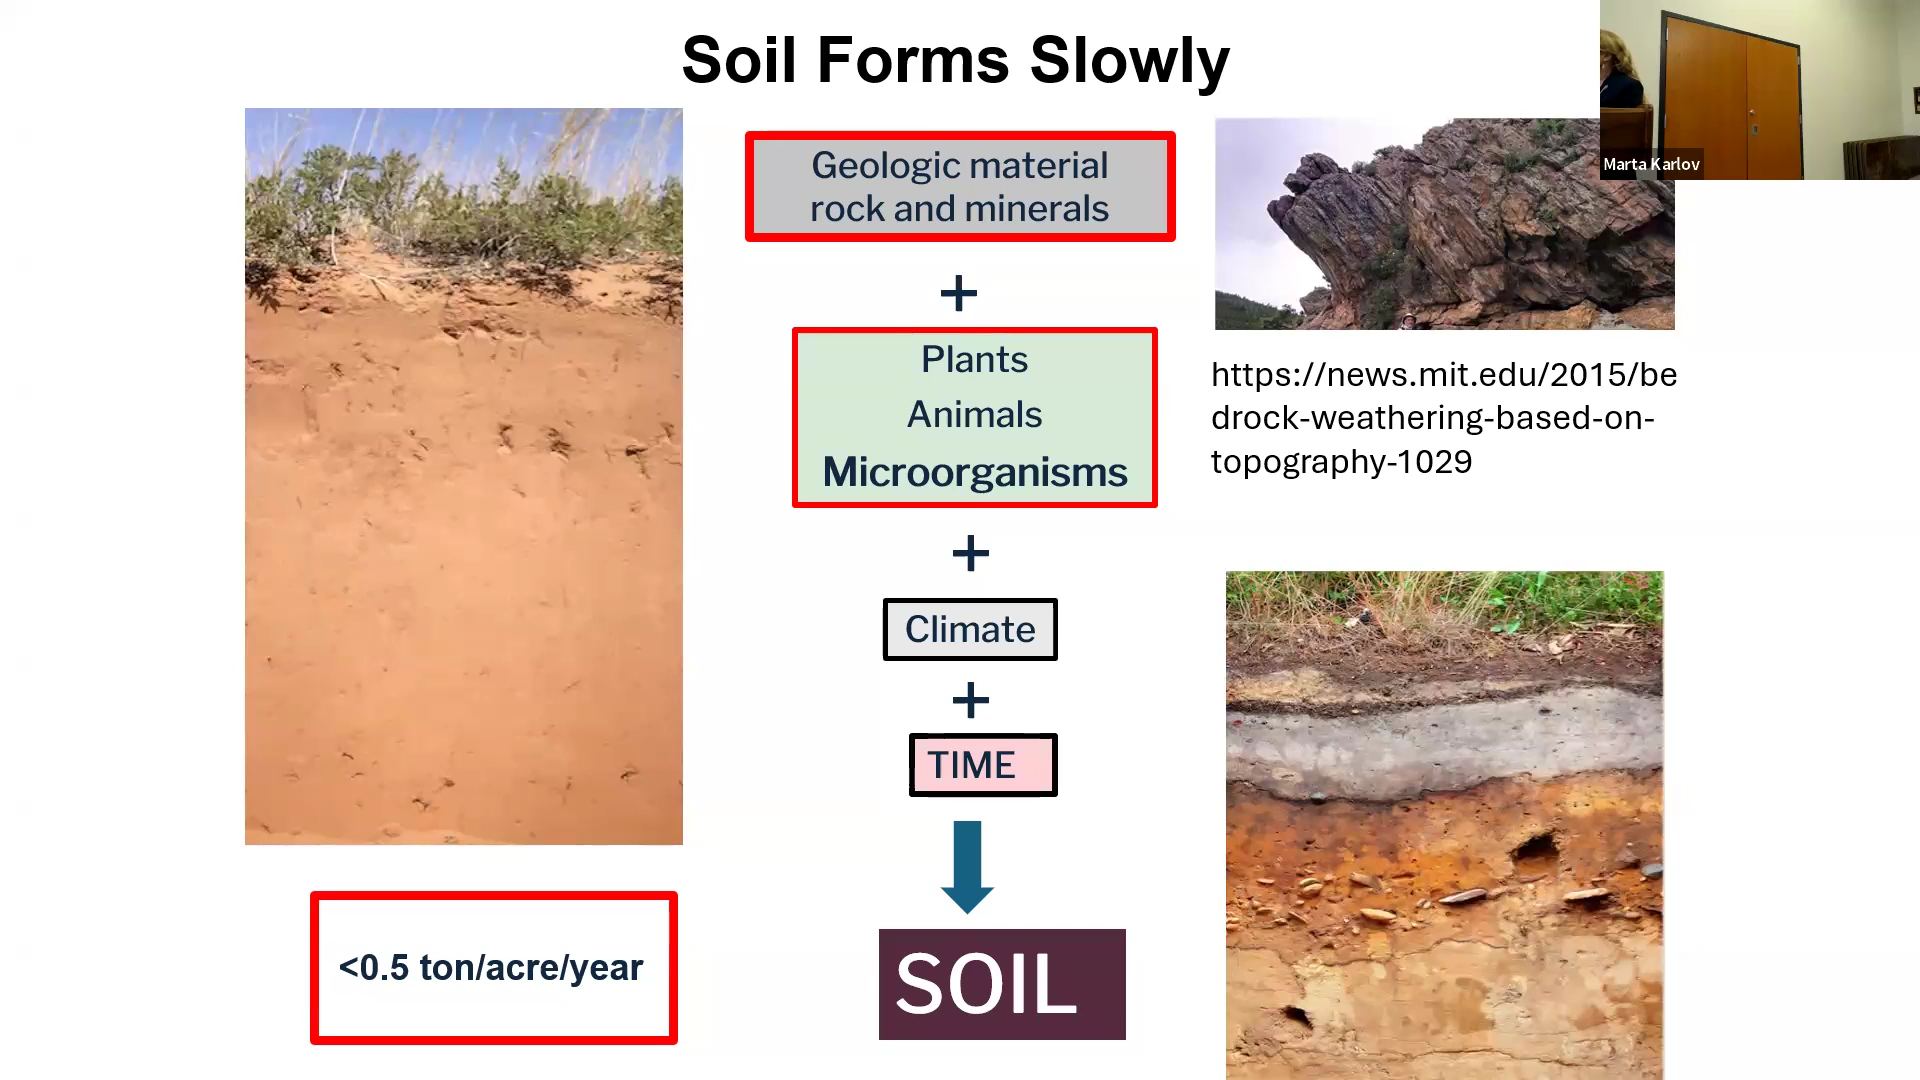 Soil Forms Slowly
Geologic material
rock and minerals
+
Plants
Animals
Microorganisms
+
Climate
+
TIME
SOIL
<0.5 ton/acre/year
https://news.mit.edu/2015/be
drock-weathering-based-on-
topography-1029
Marta Karlov